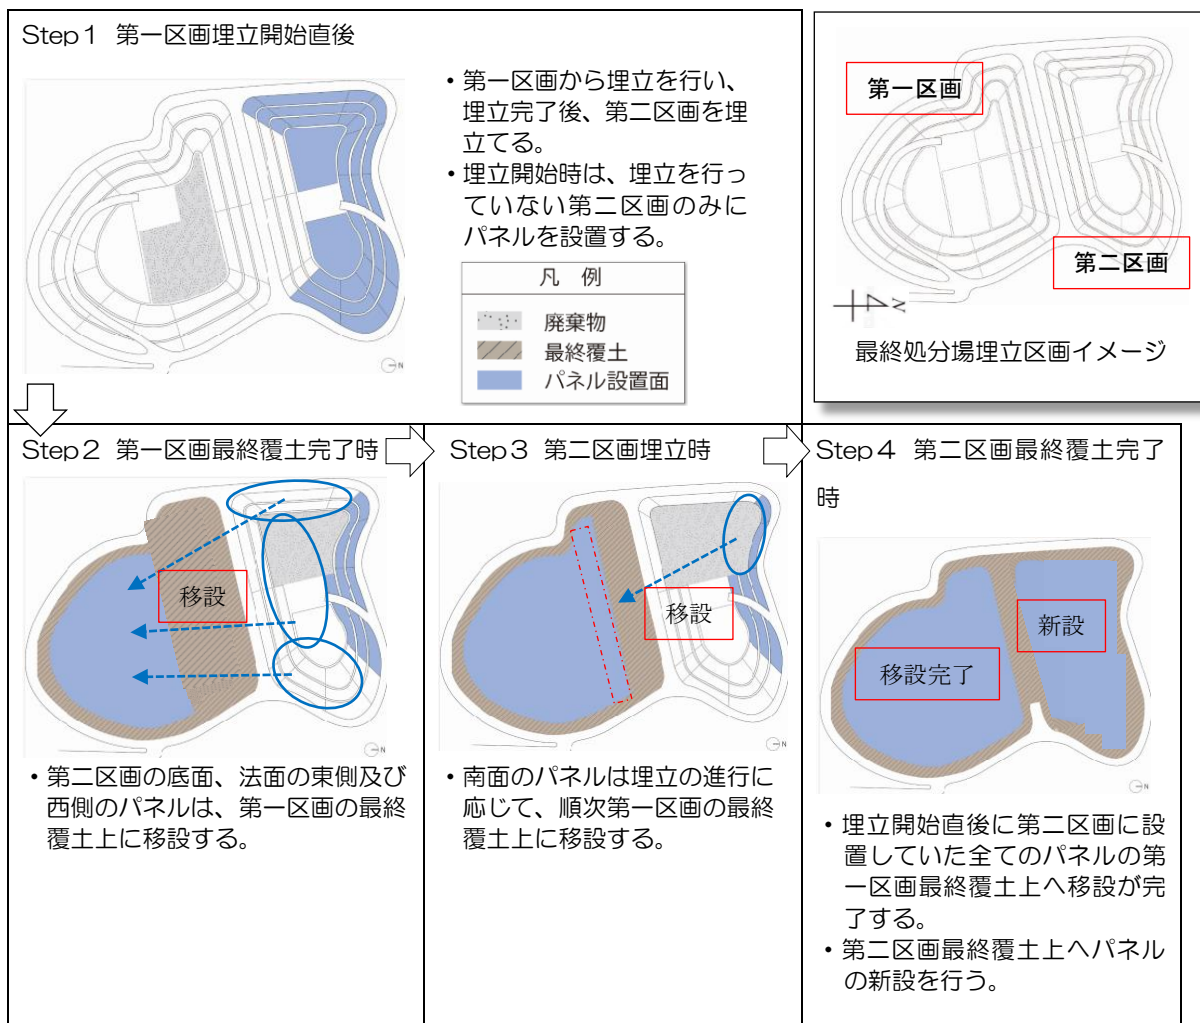 Step1 第一区画埋立開始直後
・第一区画から埋立を行い、
埋立完了後、第二区画を埋
立てる。
・埋立開始時は、埋立を行っ
ていない第二区画のみに
パネルを設置する。
凡 例
廃棄物
最終覆土
パネル設置面
N
第一区画
第二区画
N
最終処分場埋立区画イメージ
Step2 第一区画最終覆土完了時
移設
N
・第二区画の底面、法面の東側及び
西側のパネルは、第一区画の最終
覆土上に移設する。
Step3 第二区画埋立時
移設
N
・南面のパネルは埋立の進行に
応じて、順次第一区画の最終
覆土上に移設する。
Step4 第二区画最終覆土完了
時
新設
移設完了
N
・埋立開始直後に第二区画に設
置していた全てのパネルの第
一区画最終覆土上へ移設が完
了する。
・第二区画最終覆土上へパネル
の新設を行う。